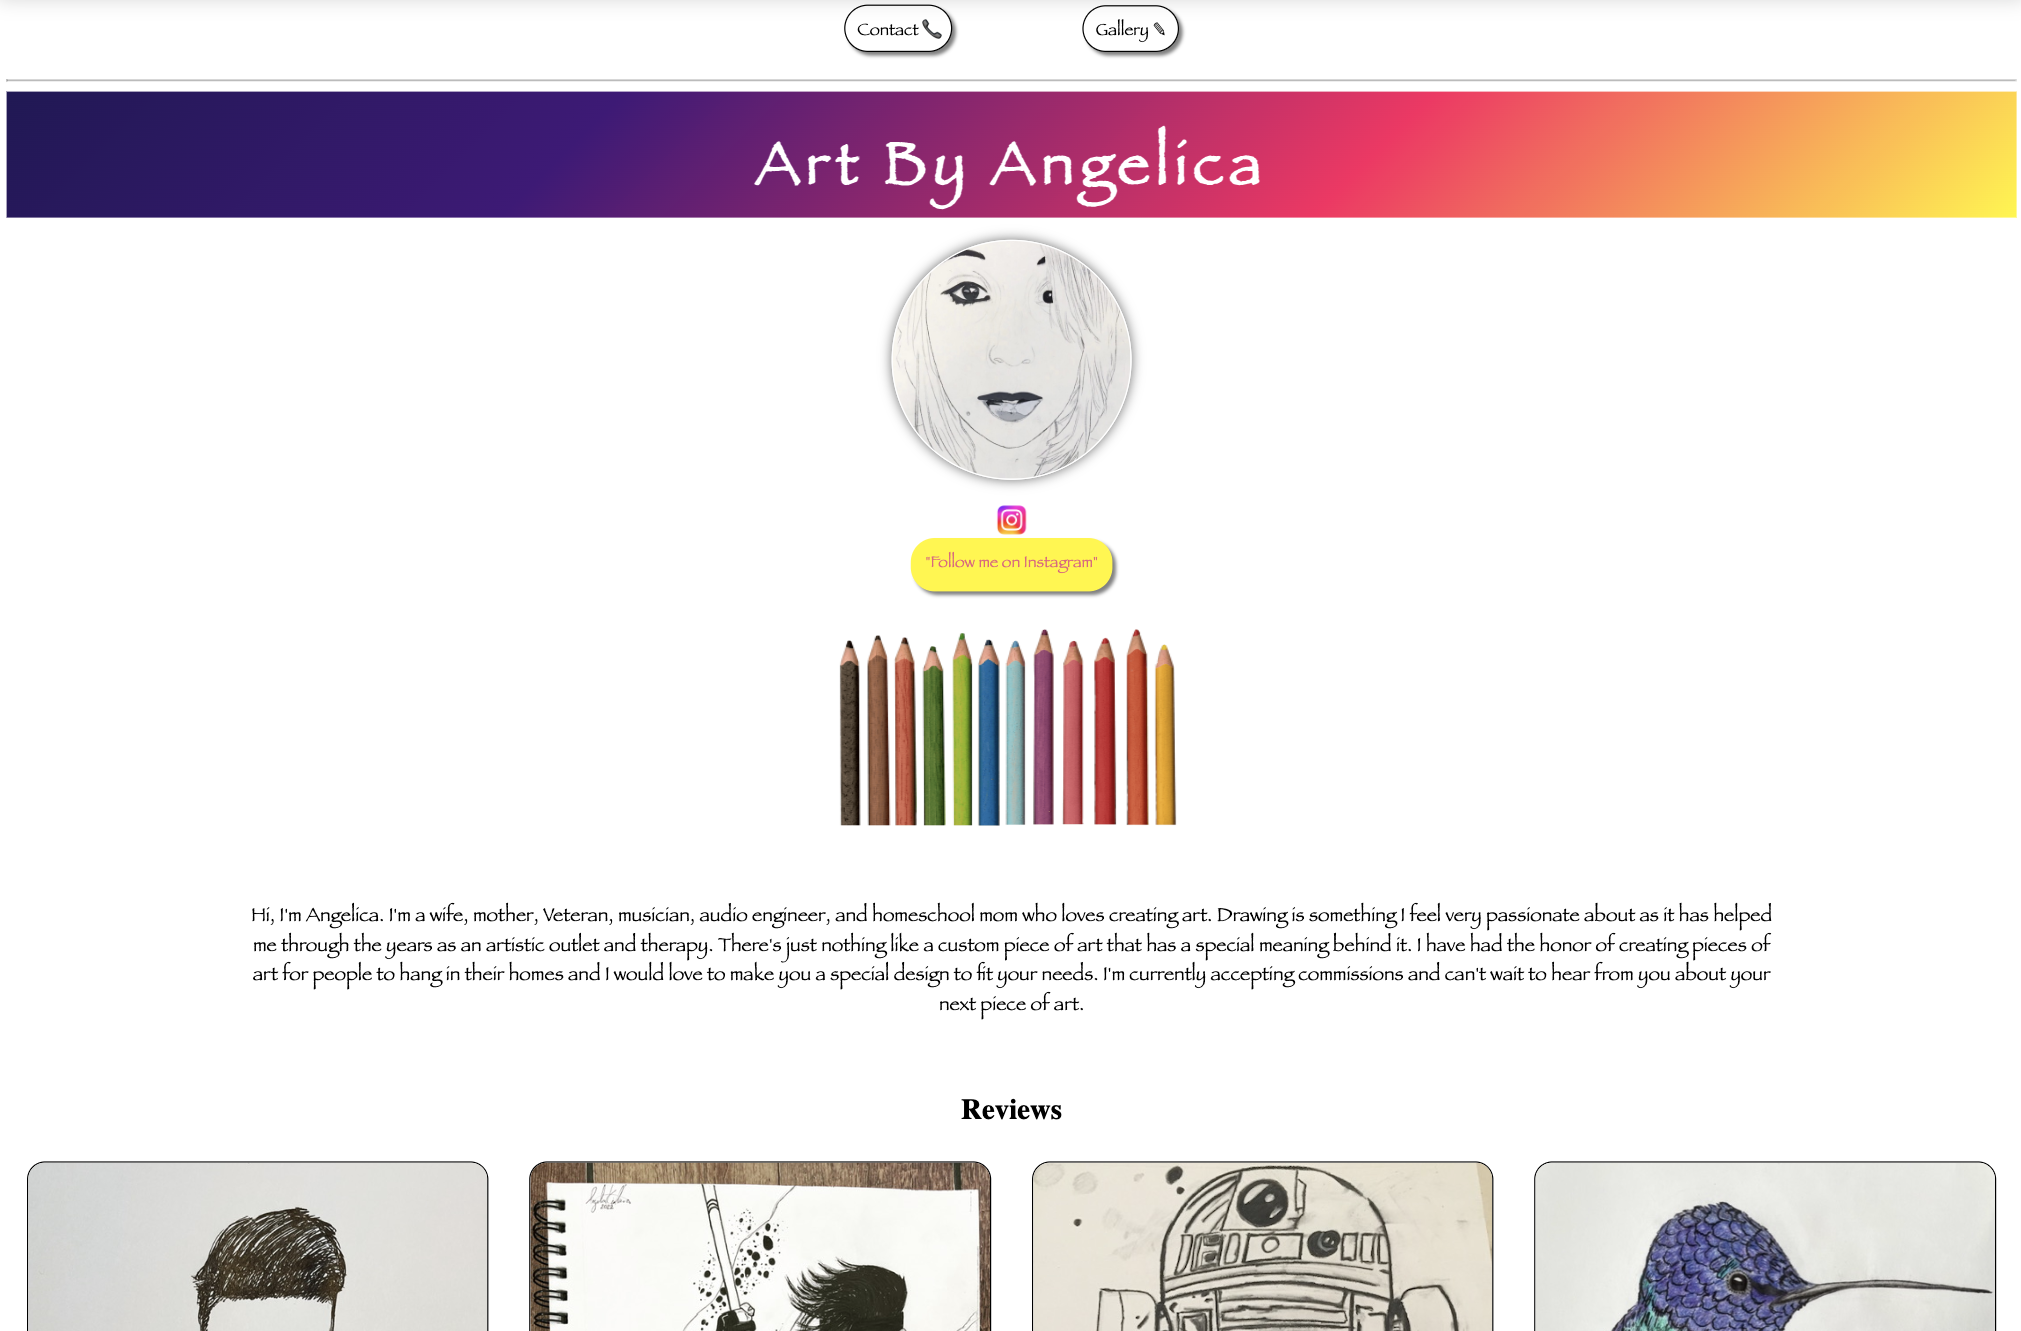 Contact
Gallery
Art By Angelica
"Follow me on Instagram"
Hi, I'm Angelica. I'm a wife, mother, Veteran, musician, audio engineer, and homeschool mom who loves creating art. Drawing is something I feel very passionate about as it has helped
me through the years as an artistic outlet and therapy. There's just nothing like a custom piece of art that has a special meaning behind it. I have had the honor of creating pieces of
art for people to hang in their homes and I would love to make you a special design to fit your needs. I'm currently accepting commissions and can't wait to hear from you about your
next piece of art.
Reviews
2022